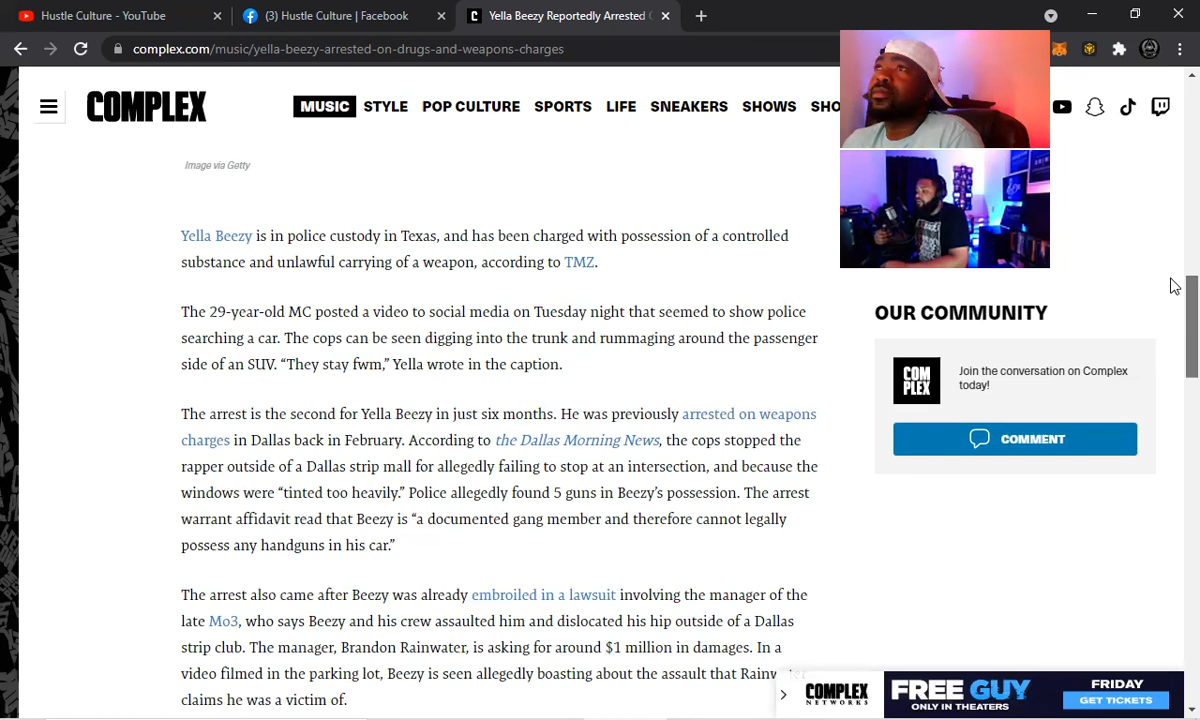 Hustle Culture - YouTube
(3) Hustle Culture | Facebook
Yella Beezy Reportedly Arrested
complex.com/music/yella-beezy-arrested-on-drugs-and-weapons-charges
COMPLEX
MUSIC STYLE POP CULTURE SPORTS LIFE SNEAKERS SHOWS SHO
Image via Getty
Yella Beezy is in police custody in Texas, and has been charged with possession of a controlled
substance and unlawful carrying of a weapon, according to TMZ.
The 29-year-old MC posted a video to social media on Tuesday night that seemed to show police
searching a car. The cops can be seen digging into the trunk and rummaging around the passenger
side of an SUV. “They stay fwm,” Yella wrote in the caption.
The arrest is the second for Yella Beezy in just six months. He was previously arrested on weapons
charges in Dallas back in February. According to the Dallas Morning News, the cops stopped the
rapper outside of a Dallas strip mall for allegedly failing to stop at an intersection, and because the
windows were “tinted too heavily.” Police allegedly found 5 guns in Beezy’s possession. The arrest
warrant affidavit read that Beezy is “a documented gang member and therefore cannot legally
possess any handguns in his car.”
The arrest also came after Beezy was already embroiled in a lawsuit involving the manager of the
late Mo3, who says Beezy and his crew assaulted him and dislocated his hip outside of a Dallas
strip club. The manager, Brandon Rainwater, is asking for around $1 million in damages. In a
video filmed in the parking lot, Beezy is seen allegedly boasting about the assault that Rainwater
claims he was a victim of.
OUR COMMUNITY
COM
PLEX
Join the conversation on Complex
today!
COMMENT
COMPLEX
NETWORKS
FREE GUY
ONLY IN THEATERS
FRIDAY
GET TICKETS